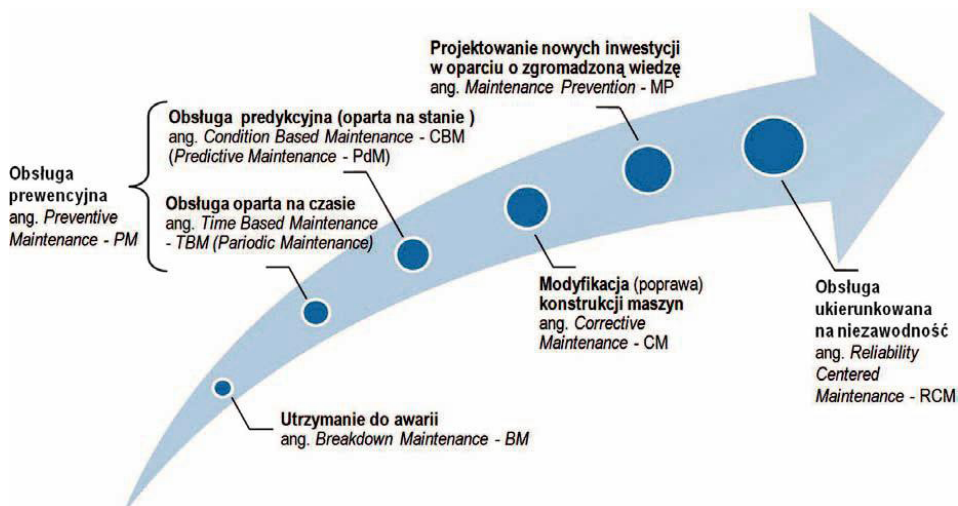 Projektowanie nowych inwestycji
w oparciu o zgromadzoną wiedzę
ang. Maintenance Prevention - MP
Obsługa predykcyjna (oparta na stanie )
ang. Condition Based Maintenance - CBM
(Predictive Maintenance - PdM)
Obsługa
prewencyjna
ang. Preventive
Maintenance - PM
Obsługa oparta na czasie
ang. Time Based Maintenance
- TBM (Periodic Maintenance)
Modyfikacja (poprawa)
konstrukcji maszyn
ang. Corrective
Maintenance - CM
Obsługa
ukierunkowana
na niezawodność
ang. Reliability
Centered
Maintenance - RCM
Utrzymanie do awarii
ang. Breakdown Maintenance - BM